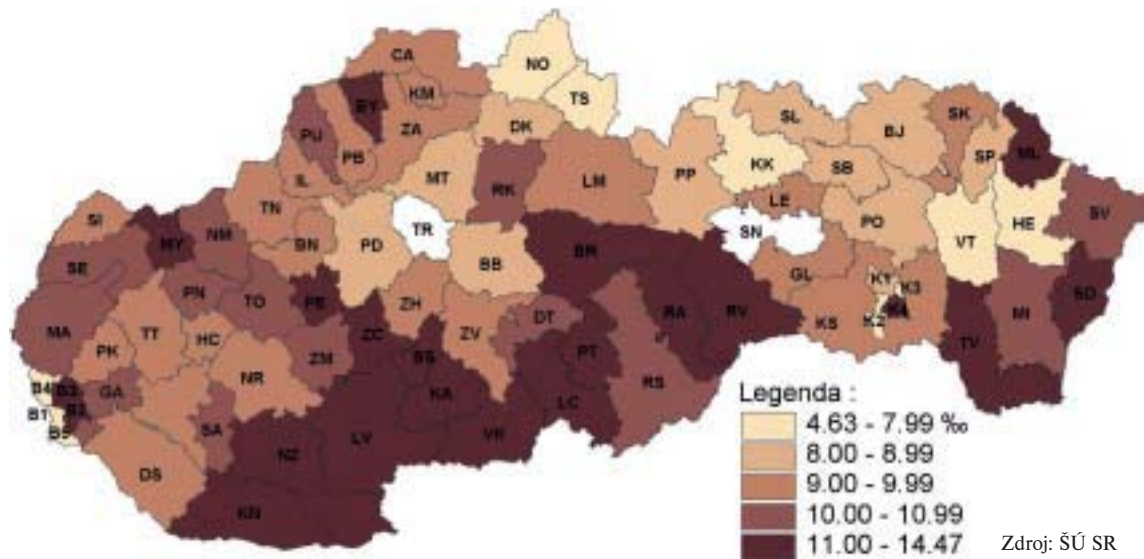 CA
NO
TS
BY
KM
ZA
PU
PB
DK
SL
BJ
SK
ML
IL
MT
RK
LM
PP
KK
SB
SP
LE
SI
TN
BN
PD
TR
BB
BR
SN
PO
VT
HE
SV
MY
NM
SE
PN
TO
PE
ZH
ZV
ZC
DT
RA
RV
GL
K1
K3
K2
K4
KS
TV
MI
SO
MA
TT
PK
HC
NR
ZM
BS
KA
PT
RS
LC
VK
B4
B3
B1
B2
B5
GA
SA
DS
NZ
LV
KN
Legenda :
4.63 - 7.99 ‰
8.00 - 8.99
9.00 - 9.99
10.00 - 10.99
11.00 - 14.47
Zdroj: ŠÚ SR